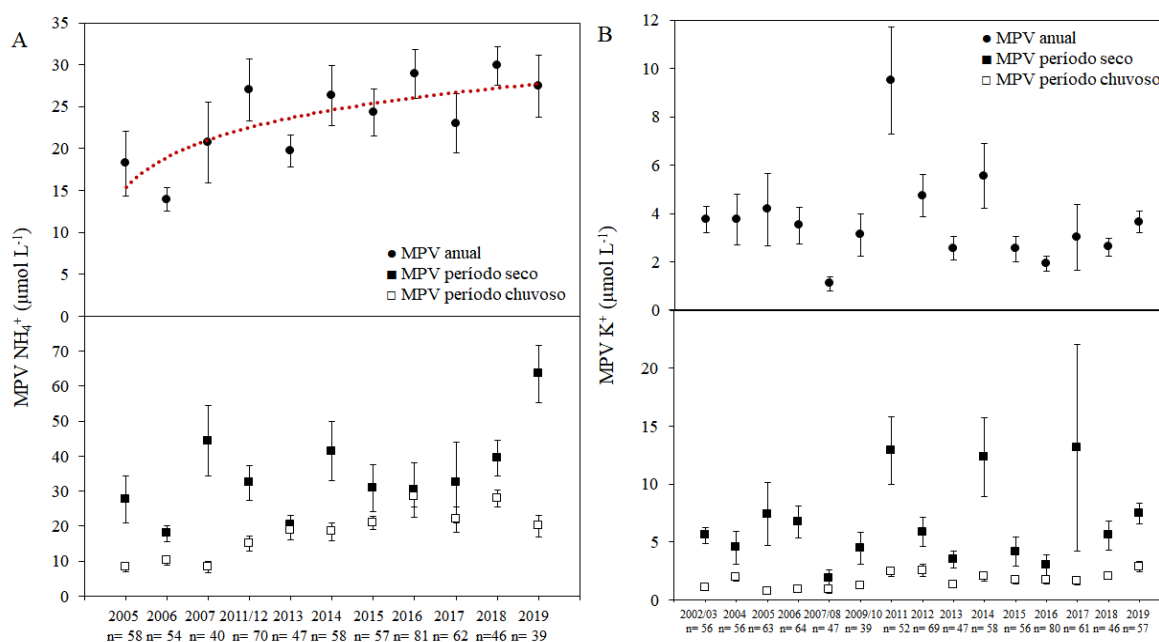 A
MPV NH₄⁺ (µmol L⁻¹)
35
30
25
20
15
10
5
0
MPV anual
MPV período seco
MPV período chuvoso
70
60
50
40
30
20
10
0
2005 2006 2007 2011/12 2013 2014 2015 2016 2017 2018 2019
n= 58 n= 54 n= 40 n= 70 n= 47 n= 58 n= 57 n= 81 n= 62 n=46 n= 39
B
MPV K⁺ (µmol L⁻¹)
12
10
8
6
4
2
0
MPV anual
MPV período seco
MPV período chuvoso
20
15
10
5
0
2002/03 2004 2005 2006 2007/08 2009/10 2011 2012 2013 2014 2015 2016 2017 2018 2019
n= 56 n= 56 n= 63 n= 64 n= 47 n= 39 n= 52 n= 69 n= 47 n= 58 n= 56 n= 80 n= 61 n= 46 n= 57